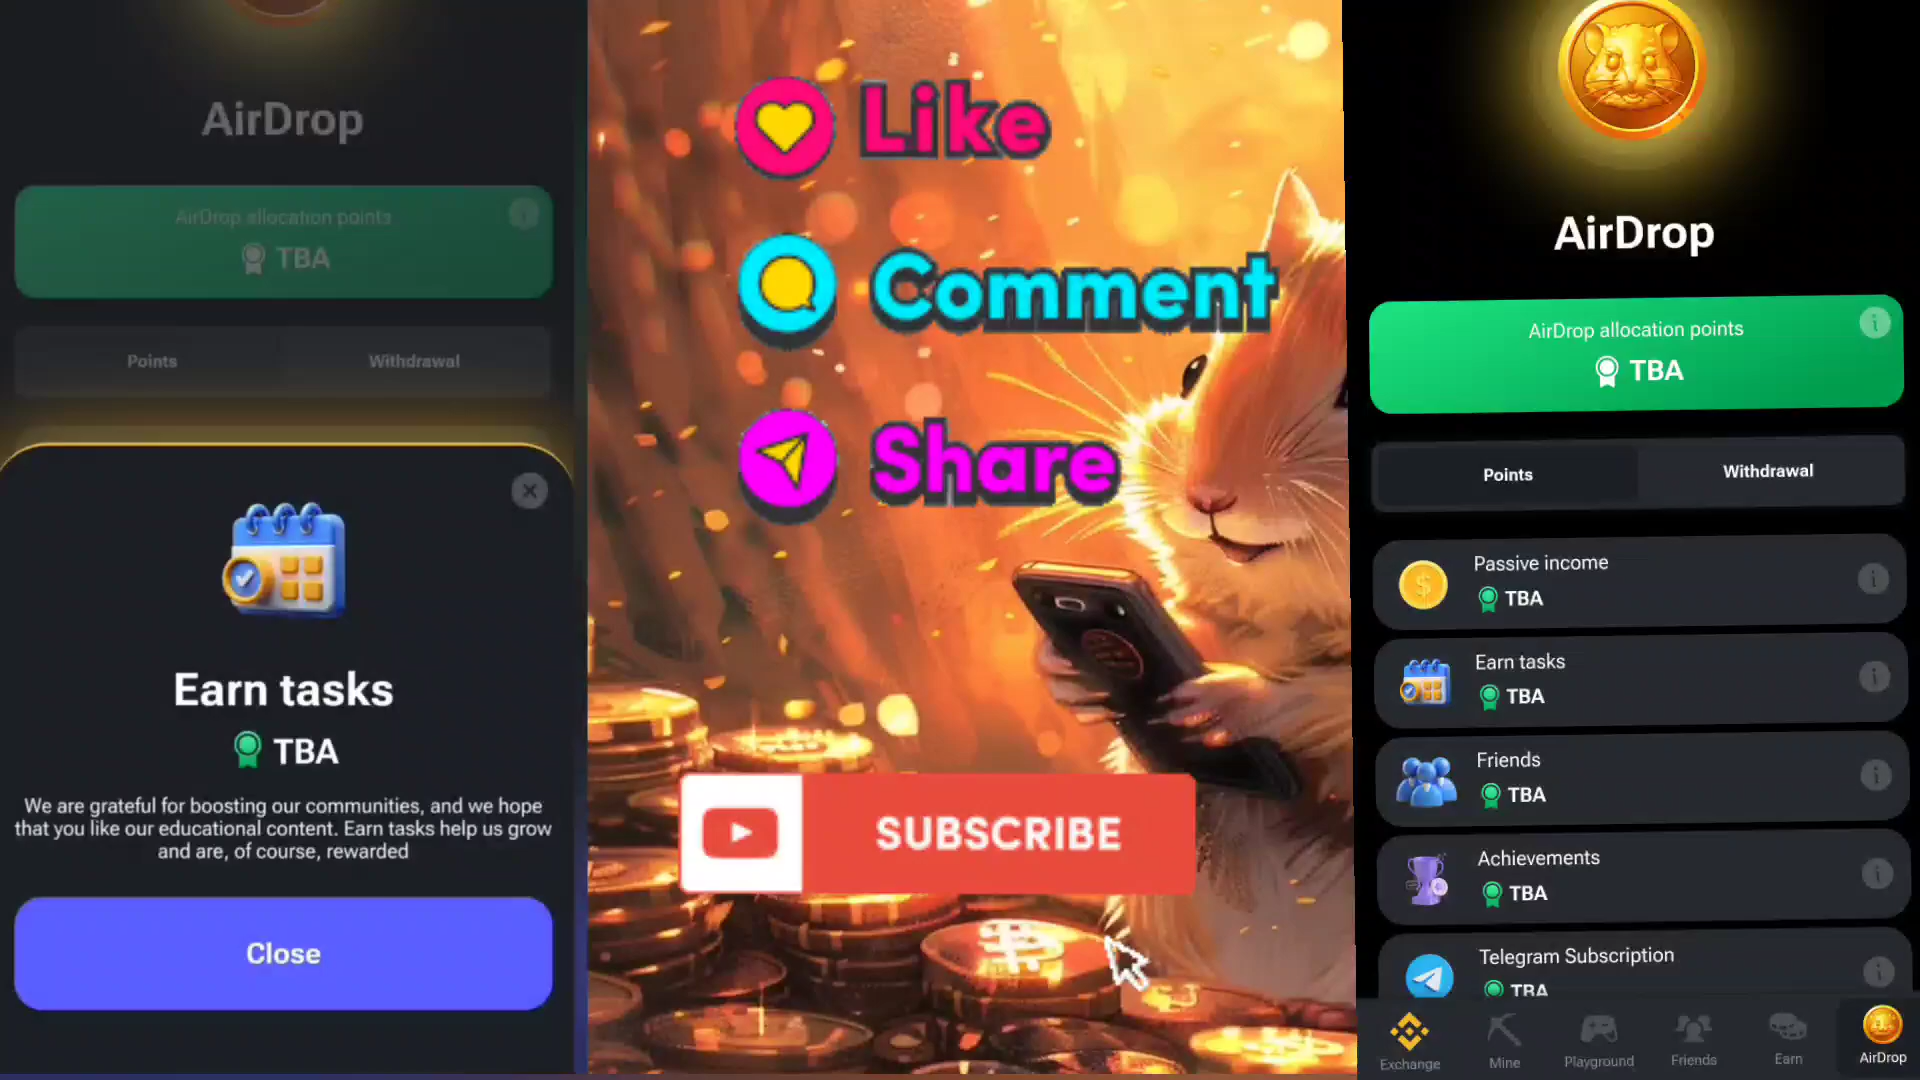 AirDrop
AirDrop allocation points
TBA
Points
Withdrawal
Earn tasks
TBA
We are grateful for boosting our communities, and we hope
that you like our educational content. Earn tasks help us grow
and are, of course, rewarded
Close
Like
Comment
Share
SUBSCRIBE
AirDrop
AirDrop allocation points
TBA
Points
Withdrawal
Passive income
TBA
Earn tasks
TBA
Friends
TBA
Achievements
TBA
Telegram Subscription
TBA
Exchange
Mine
Playground
Friends
Earn
AirDrop